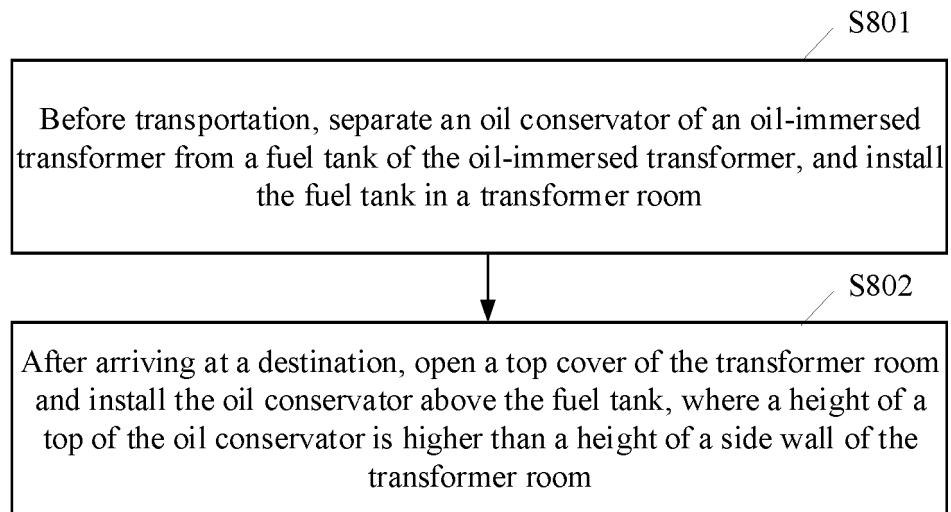 S801
Before transportation, separate an oil conservator of an oil-immersed
transformer from a fuel tank of the oil-immersed transformer, and install
the fuel tank in a transformer room
S802
After arriving at a destination, open a top cover of the transformer room
and install the oil conservator above the fuel tank, where a height of a
top of the oil conservator is higher than a height of a side wall of the
transformer room